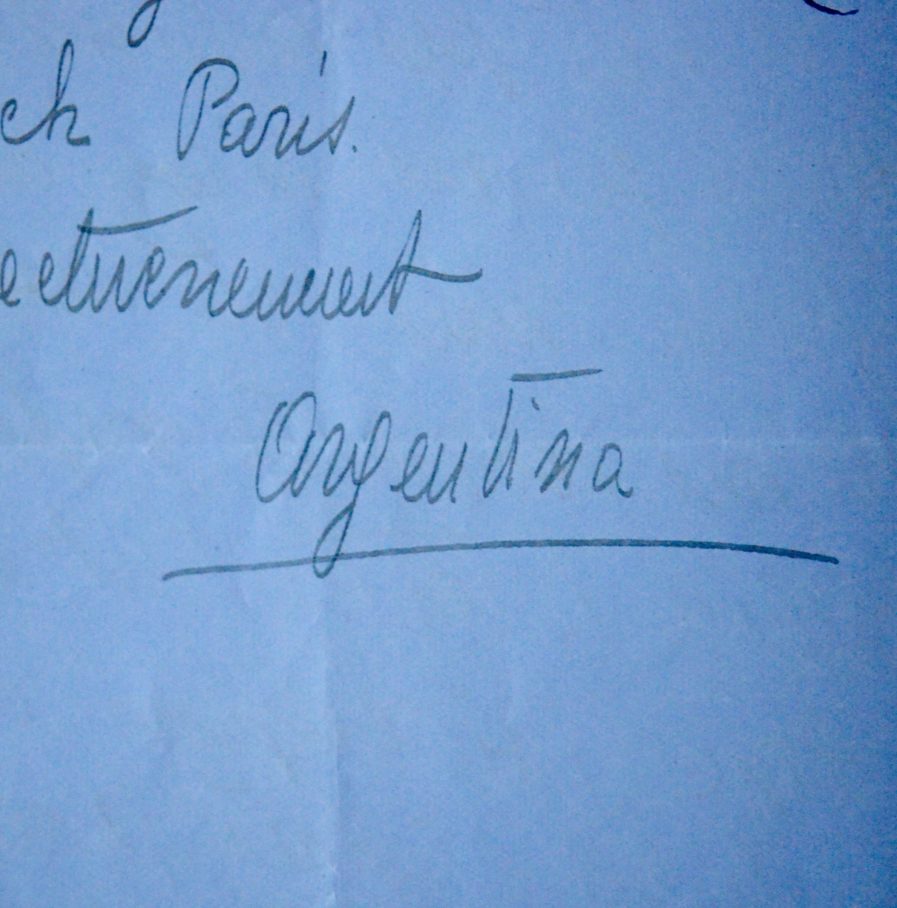 ch Paris.
ectueusement
Argentina